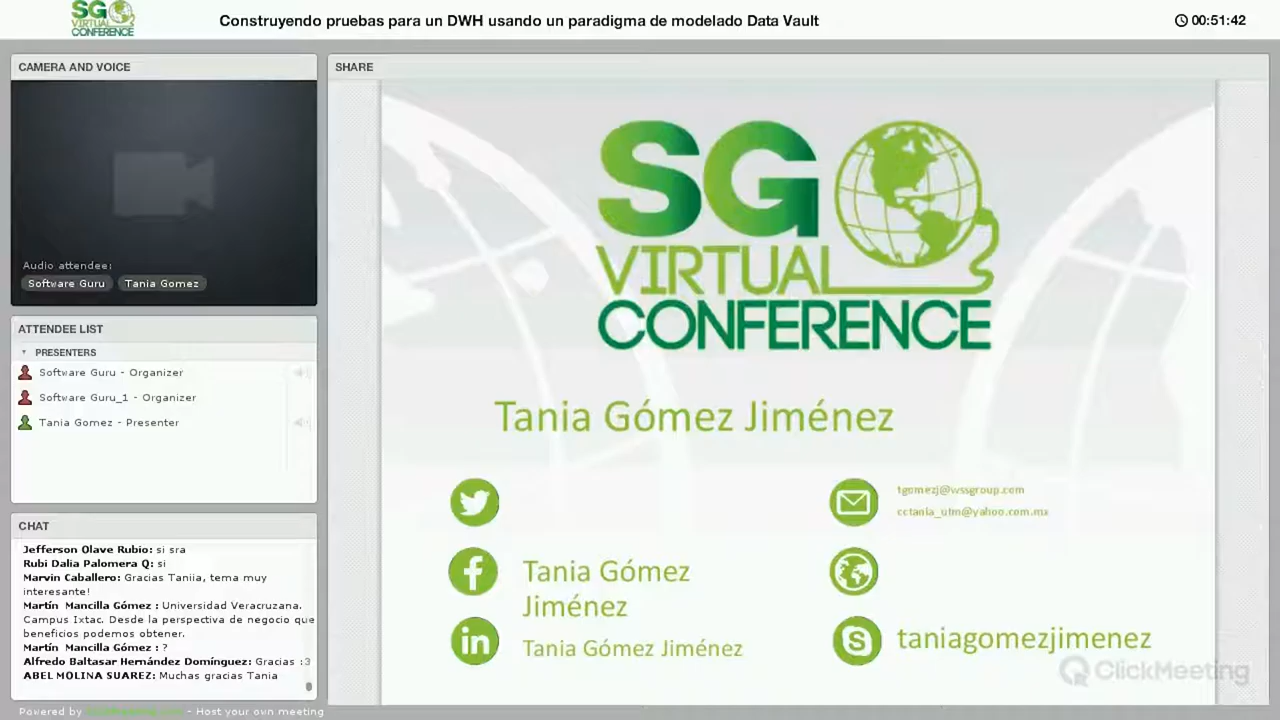 SG
VIRTUAL
CONFERENCE
Construyendo pruebas para un DWH usando un paradigma de modelado Data Vault
00:51:42
CAMERA AND VOICE
Audio attendee:
Software Guru
Tania Gomez
ATTENDEE LIST
PRESENTERS
Software Guru - Organizer
Software Guru_1 - Organizer
Tania Gomez - Presenter
CHAT
Jefferson Olave Rubio: si sra
Rubi Dalia Palomera Q: si
Marvin Caballero: Gracias Taniia, tema muy
interesante!
Martín Mancilla Gómez : Universidad Veracruzana.
Campus Ixtac. Desde la perspectiva de negocio que
beneficios podemos obtener.
Martín Mancilla Gómez : ?
Alfredo Baltasar Hernández Domínguez: Gracias :3
ABEL MOLINA SUAREZ: Muchas gracias Tania
Powered by ClickMeeting.com - Host your own meeting
SHARE
SG
VIRTUAL
CONFERENCE
Tania Gómez Jiménez
tgomezj@wssgroup.com
cctania_utm@yahoo.com.mx
Tania Gómez
Jiménez
Tania Gómez Jiménez
taniagomezjimenez
ClickMeeting